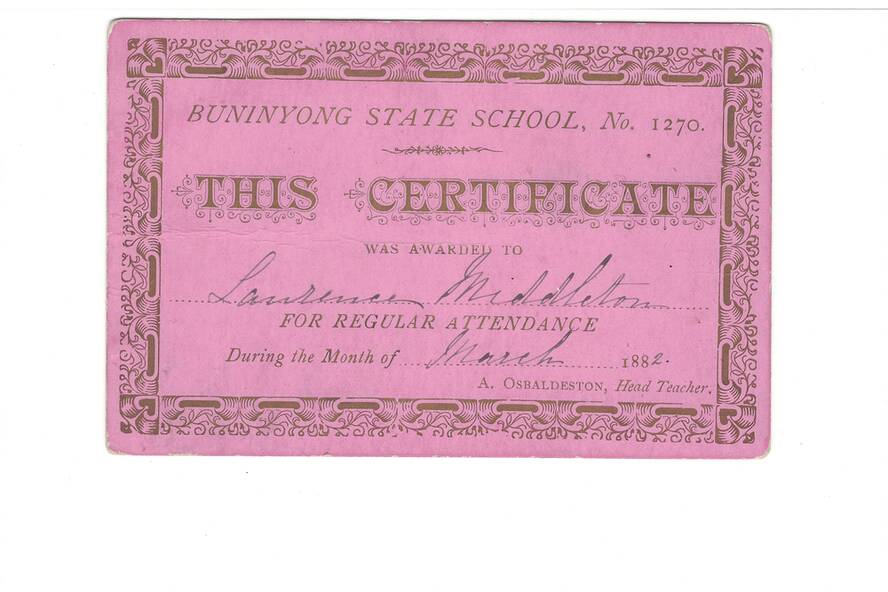 BUNINYONG STATE SCHOOL, No. 1270.
THIS CERTIFICATE
WAS AWARDED TO
Laurence Middleton
FOR REGULAR ATTENDANCE
During the Month of March 1882.
A. OSBALDESTON, Head Teacher.